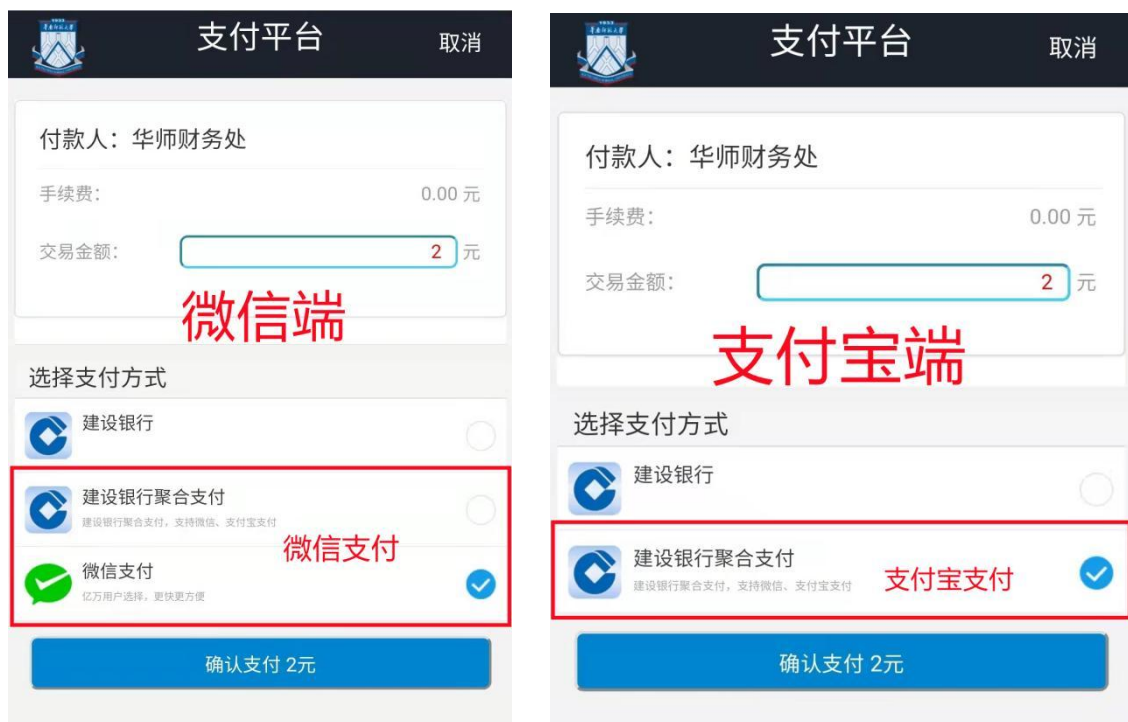 支付平台
取消
付款人：华师财务处
手续费：
0.00 元
交易金额：
2 元
微信端
选择支付方式
建设银行
建设银行聚合支付
建设银行聚合支付，支持微信、支付宝支付
微信支付
微信支付
亿万用户选择，更快更方便
确认支付 2元
支付平台
取消
付款人：华师财务处
手续费：
0.00 元
交易金额：
2 元
支付宝端
选择支付方式
建设银行
建设银行聚合支付
建设银行聚合支付，支持微信、支付宝支付
支付宝支付
确认支付 2元